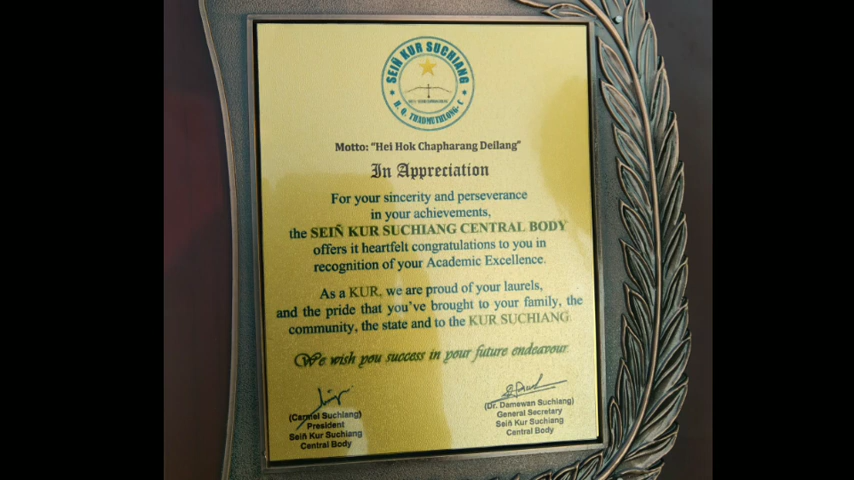 SEIÑ KUR SUCHIANG
H. Q. THADMUTHLONG - C
Motto: "Hei Hok Chapharang Deilang"
In Appreciation
For your sincerity and perseverance
in your achievements,
the SEIÑ KUR SUCHIANG CENTRAL BODY
offers it heartfelt congratulations to you in
recognition of your Academic Excellence.
As a KUR, we are proud of your laurels,
and the pride that you've brought to your family, the
community, the state and to the KUR SUCHIANG.
We wish you success in your future endeavour.
(Carmel Suchiang)
President
Seiñ Kur Suchiang
Central Body
(Dr. Damewan Suchiang)
General Secretary
Seiñ Kur Suchiang
Central Body